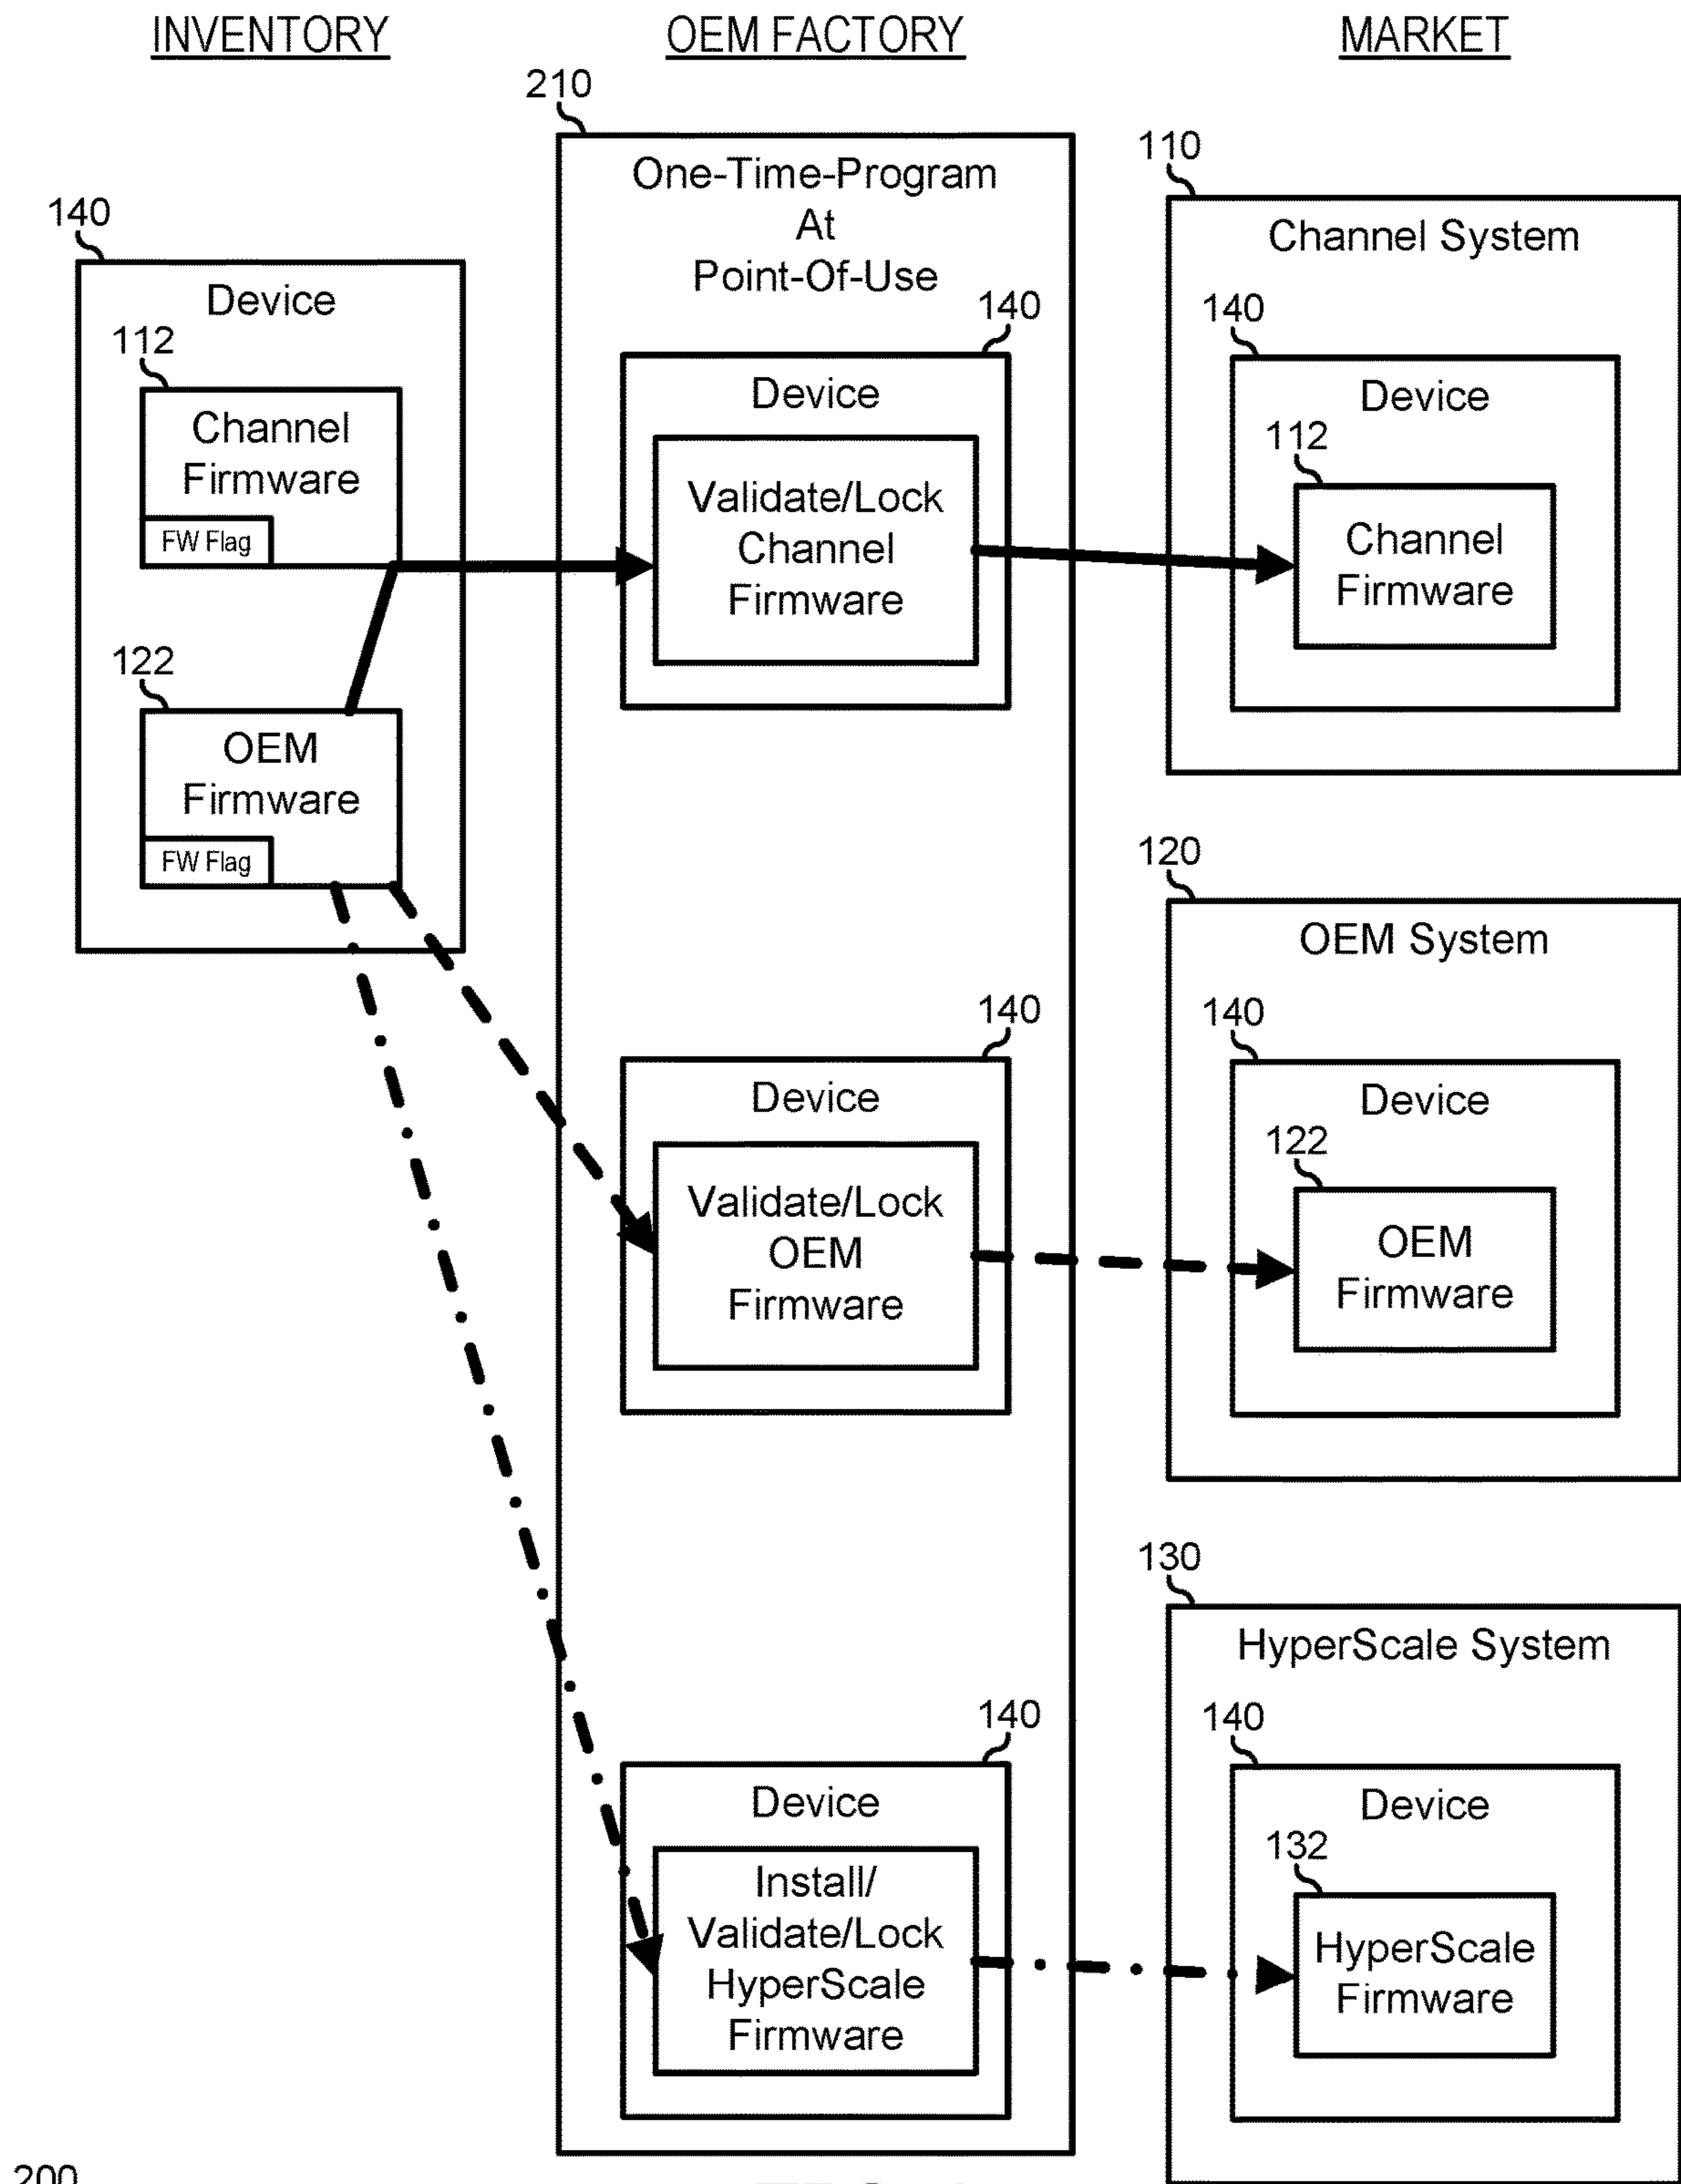 INVENTORY
OEM FACTORY
MARKET
140
Device
112
Channel
Firmware
FW Flag
122
OEM
Firmware
FW Flag
210
One-Time-Program
At
Point-Of-Use
140
Device
Validate/Lock
Channel
Firmware
140
Device
Validate/Lock
OEM
Firmware
140
Device
Install/
Validate/Lock
HyperScale
Firmware
110
Channel System
140
Device
112
Channel
Firmware
120
OEM System
140
Device
122
OEM
Firmware
130
HyperScale System
140
Device
132
HyperScale
Firmware
200